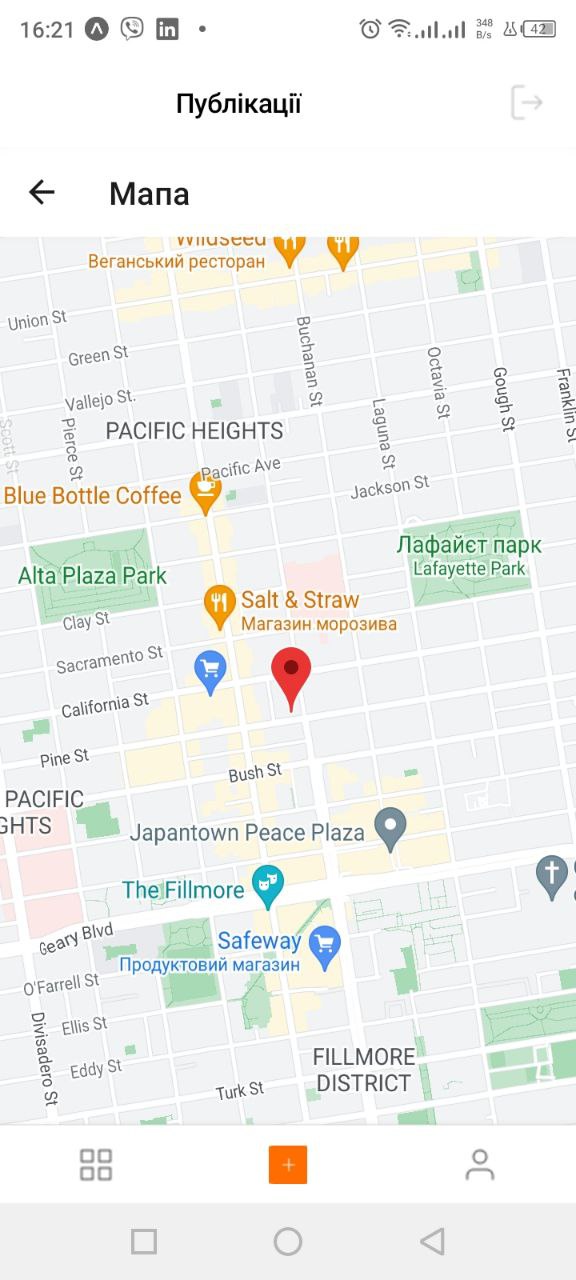 16:21
348
B/s
42
Публікації
Мапа
Wildseed
Веганський ресторан
Union St
Buchanan St
Green St
Octavia St
Gough St
Franklin St
Vallejo St.
Laguna St
Scott St
Pierce St
PACIFIC HEIGHTS
Pacific Ave
Jackson St
Blue Bottle Coffee
Лафайєт парк
Lafayette Park
Alta Plaza Park
Salt & Straw
Магазин морозива
Clay St
Sacramento St
California St
Pine St
Bush St
PACIFIC
GHTS
Japantown Peace Plaza
The Fillmore
Geary Blvd
Safeway
Продуктовий магазин
O'Farrell St
Ellis St
Divisadero St
Eddy St
FILLMORE
DISTRICT
Turk St